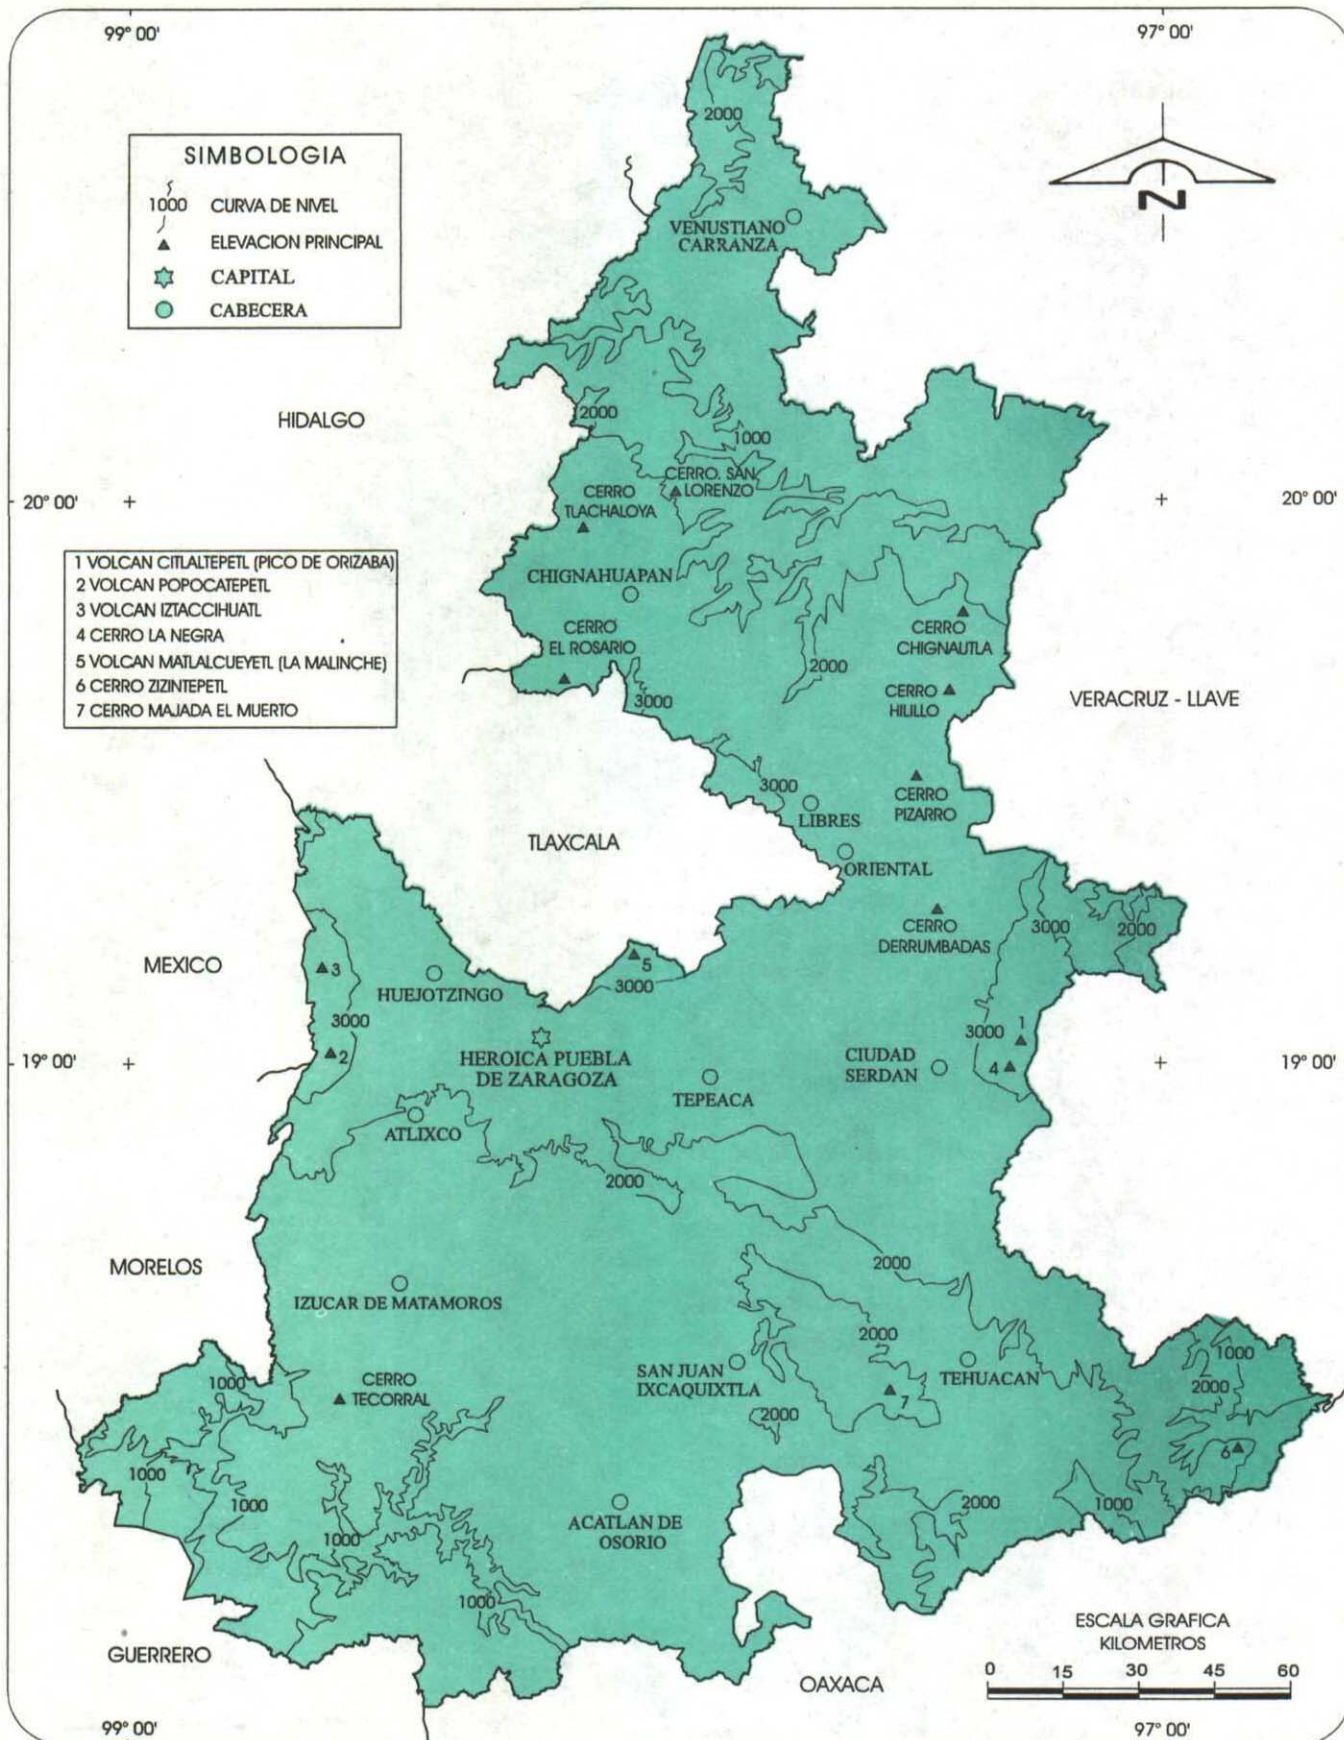 99° 00'
97° 00'
SIMBOLOGIA
1000 CURVA DE NIVEL
ELEVACION PRINCIPAL
CAPITAL
CABECERA
N
2000
VENUSTIANO
CARRANZA
HIDALGO
2000
1000
CERRO. SAN
LORENZO
CERRO
TLACHALOYA
20° 00'
20° 00'
1 VOLCAN CITLALTEPETL (PICO DE ORIZABA)
2 VOLCAN POPOCATEPETL
3 VOLCAN IZTACCIHUATL
4 CERRO LA NEGRA
5 VOLCAN MATLALCUEYETL (LA MALINCHE)
6 CERRO ZIZINTEPETL
7 CERRO MAJADA EL MUERTO
CHIGNAHUAPAN
CERRO
EL ROSARIO
CERRO
CHIGNAUTLA
2000
3000
CERRO
HILILLO
VERACRUZ - LLAVE
3000
CERRO
PIZARRO
LIBRES
TLAXCALA
ORIENTAL
CERRO
DERRUMBADAS
3000
2000
MEXICO
3
HUEJOTZINGO
5
3000
3000
3000
1
2
HEROICA PUEBLA
DE ZARAGOZA
CIUDAD
SERDAN
4
19° 00'
19° 00'
TEPEACA
ATLIXCO
2000
2000
MORELOS
IZUCAR DE MATAMOROS
2000
SAN JUAN
IXCAQUIXTLA
TEHUACAN
1000
2000
1000
CERRO
TECORRAL
7
2000
6
1000
1000
1000
2000
1000
ACATLAN DE
OSORIO
1000
GUERRERO
OAXACA
ESCALA GRAFICA
KILOMETROS
0 15 30 45 60
99° 00'
97° 00'